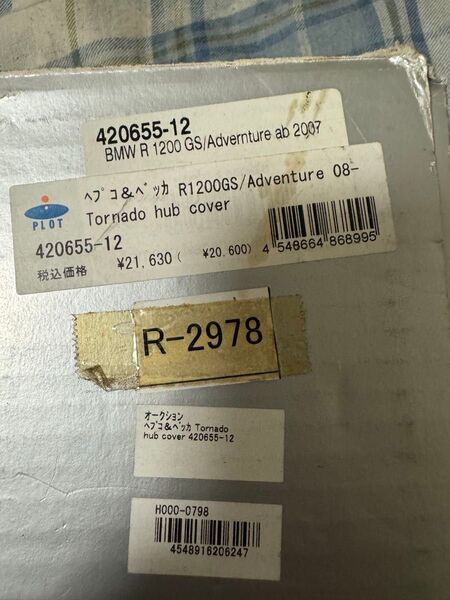 420655-12
BMW R 1200 GS/Advernture ab 2007
ﾍﾌﾟｺ&ﾍﾞｯｶ R1200GS/Adventure 08-
Tornado hub cover
PLOT
420655-12
税込価格 ¥21,630( ¥20,600)
4 548664 868995
R-2978
オークション
ﾍﾌﾟｺ&ﾍﾞｯｶ Tornado
hub cover 420655-12
H000-0798
4548916206247